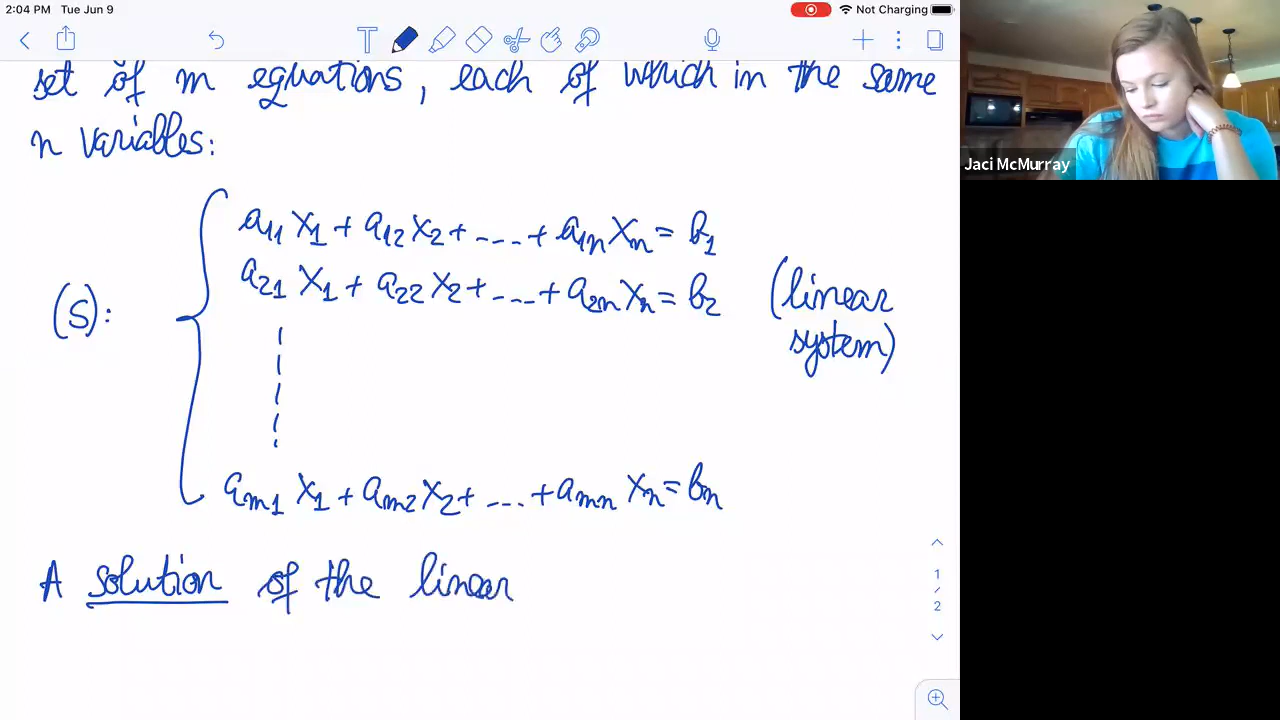 2:04 PM Tue Jun 9
Not Charging
set of m equations, each of which in the same
n variables:
(S): 
a11 x1 + a12 x2 + .... + a1n xn = b1
a21 x1 + a22 x2 + .... + a2n xn = b2
(linear
system)
am1 x1 + am2 x2 + .... + amn xn = bm
A solution of the linear
1
/
2
Jaci McMurray